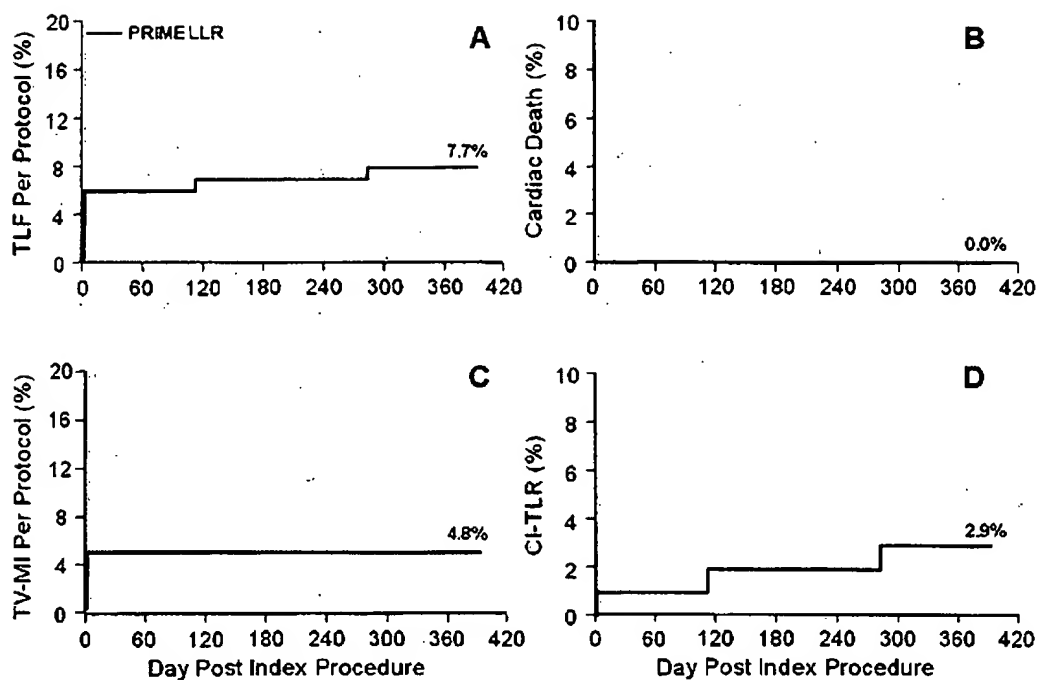 PRIMELLR
A
TLF Per Protocol (%)
20
16
12
8
4
0
7.7%
0 60 120 180 240 300 360 420
B
Cardiac Death (%)
10
8
6
4
2
0
0.0%
0 60 120 180 240 300 360 420
C
TV-MI Per Protocol (%)
20
16
12
8
4
0
4.8%
0 60 120 180 240 300 360 420
Day Post Index Procedure
D
CI-TLR (%)
10
8
6
4
2
0
2.9%
0 60 120 180 240 300 360 420
Day Post Index Procedure